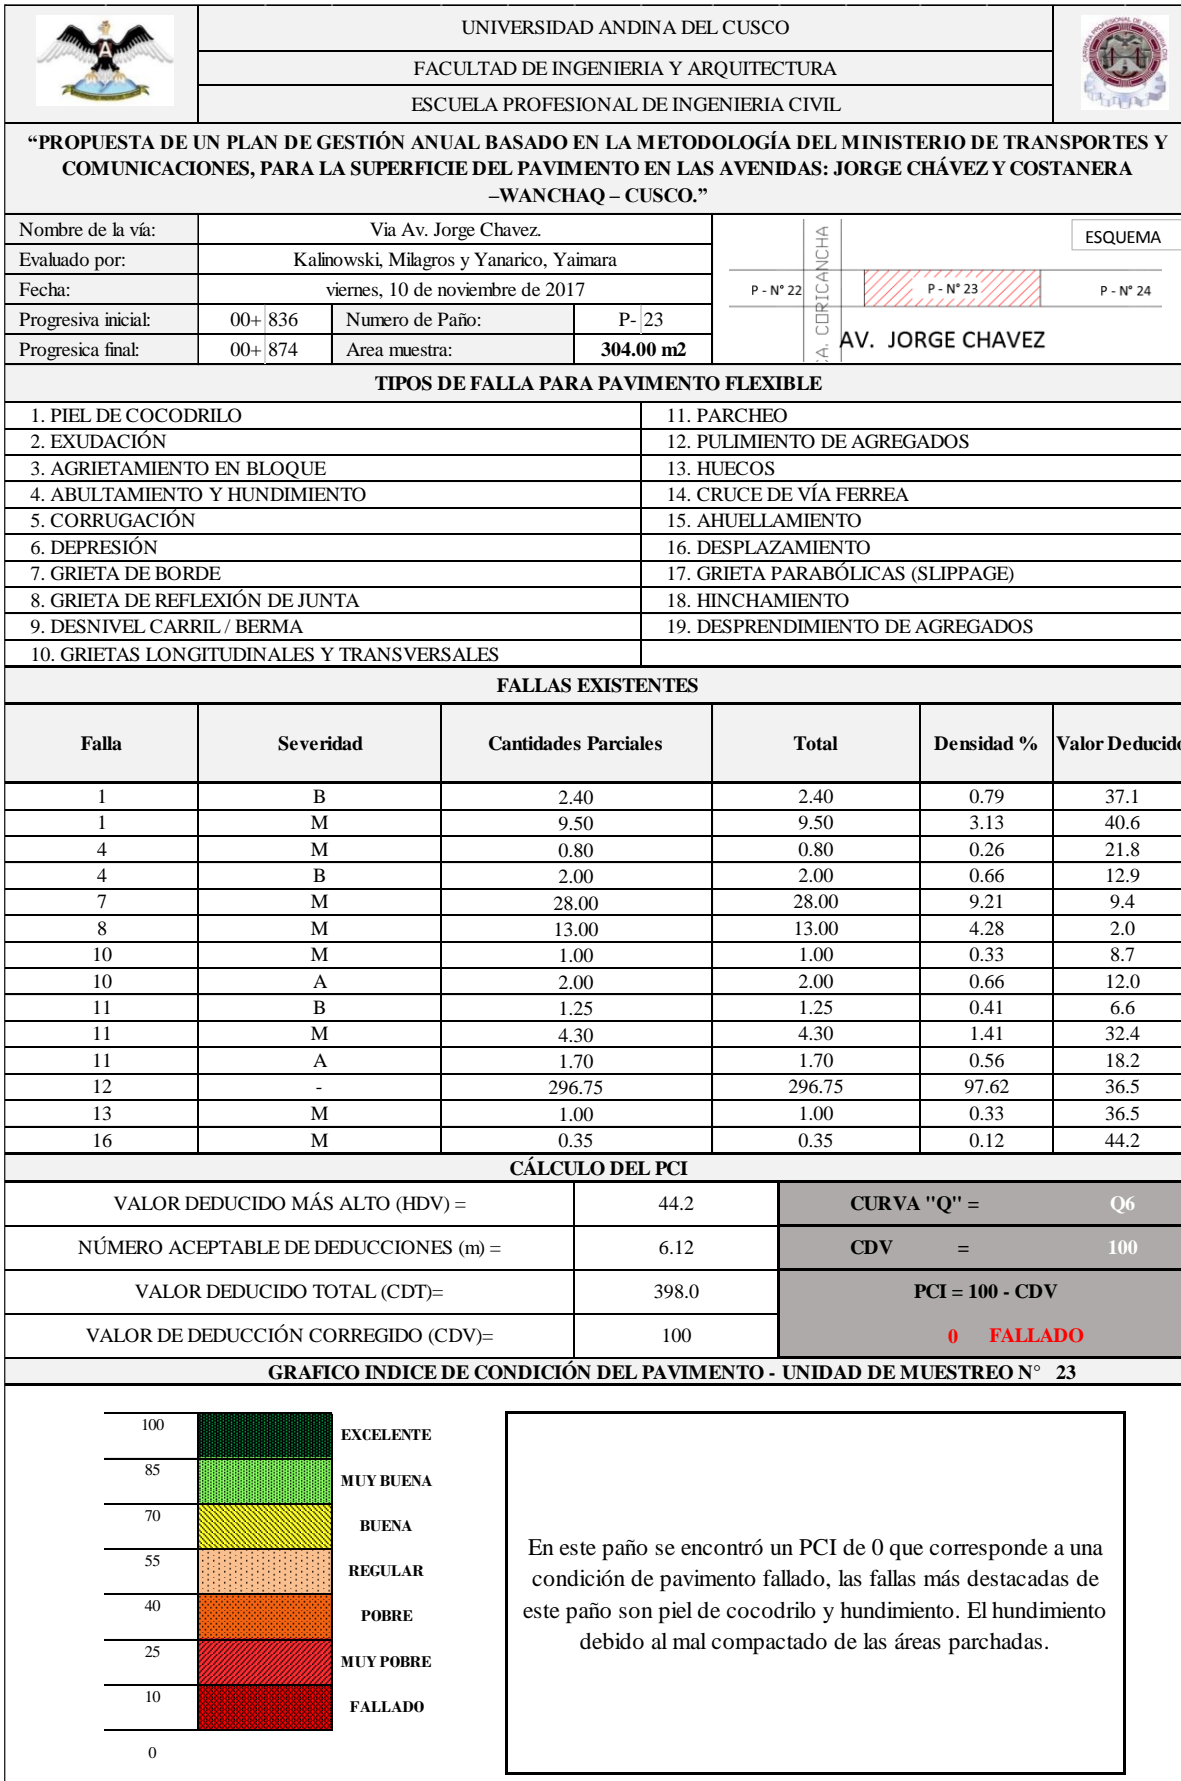 UNIVERSIDAD ANDINA DEL CUSCO
FACULTAD DE INGENIERIA Y ARQUITECTURA
ESCUELA PROFESIONAL DE INGENIERIA CIVIL
“PROPUESTA DE UN PLAN DE GESTIÓN ANUAL BASADO EN LA METODOLOGÍA DEL MINISTERIO DE TRANSPORTES Y
COMUNICACIONES, PARA LA SUPERFICIE DEL PAVIMENTO EN LAS AVENIDAS: JORGE CHÁVEZ Y COSTANERA
–WANCHAQ – CUSCO.”
Nombre de la vía: Via Av. Jorge Chavez.
Evaluado por: Kalinowski, Milagros y Yanarico, Yaimara
Fecha: viernes, 10 de noviembre de 2017
Progresiva inicial: 00+ 836 Numero de Paño: P- 23
Progresica final: 00+ 874 Area muestra: 304.00 m2
ESQUEMA
P - N° 22 P - N° 23 P - N° 24
CA. CORICANCHA
AV. JORGE CHAVEZ
TIPOS DE FALLA PARA PAVIMENTO FLEXIBLE
1. PIEL DE COCODRILO 11. PARCHEO
2. EXUDACIÓN 12. PULIMIENTO DE AGREGADOS
3. AGRIETAMIENTO EN BLOQUE 13. HUECOS
4. ABULTAMIENTO Y HUNDIMIENTO 14. CRUCE DE VÍA FERREA
5. CORRUGACIÓN 15. AHUELLAMIENTO
6. DEPRESIÓN 16. DESPLAZAMIENTO
7. GRIETA DE BORDE 17. GRIETA PARABÓLICAS (SLIPPAGE)
8. GRIETA DE REFLEXIÓN DE JUNTA 18. HINCHAMIENTO
9. DESNIVEL CARRIL / BERMA 19. DESPRENDIMIENTO DE AGREGADOS
10. GRIETAS LONGITUDINALES Y TRANSVERSALES
FALLAS EXISTENTES
Falla Severidad Cantidades Parciales Total Densidad % Valor Deducido
1 B 2.40 2.40 0.79 37.1
1 M 9.50 9.50 3.13 40.6
4 M 0.80 0.80 0.26 21.8
4 B 2.00 2.00 0.66 12.9
7 M 28.00 28.00 9.21 9.4
8 M 13.00 13.00 4.28 2.0
10 M 1.00 1.00 0.33 8.7
10 A 2.00 2.00 0.66 12.0
11 B 1.25 1.25 0.41 6.6
11 M 4.30 4.30 1.41 32.4
11 A 1.70 1.70 0.56 18.2
12 - 296.75 296.75 97.62 36.5
13 M 1.00 1.00 0.33 36.5
16 M 0.35 0.35 0.12 44.2
CÁLCULO DEL PCI
VALOR DEDUCIDO MÁS ALTO (HDV) = 44.2 CURVA "Q" = Q6
NÚMERO ACEPTABLE DE DEDUCCIONES (m) = 6.12 CDV = 100
VALOR DEDUCIDO TOTAL (CDT)= 398.0 PCI = 100 - CDV
VALOR DE DEDUCCIÓN CORREGIDO (CDV)= 100 0 FALLADO
GRAFICO INDICE DE CONDICIÓN DEL PAVIMENTO - UNIDAD DE MUESTREO N° 23
100 EXCELENTE
85 MUY BUENA
70 BUENA
55 REGULAR
40 POBRE
25 MUY POBRE
10 FALLADO
0
En este paño se encontró un PCI de 0 que corresponde a una
condición de pavimento fallado, las fallas más destacadas de
este paño son piel de cocodrilo y hundimiento. El hundimiento
debido al mal compactado de las áreas parchadas.